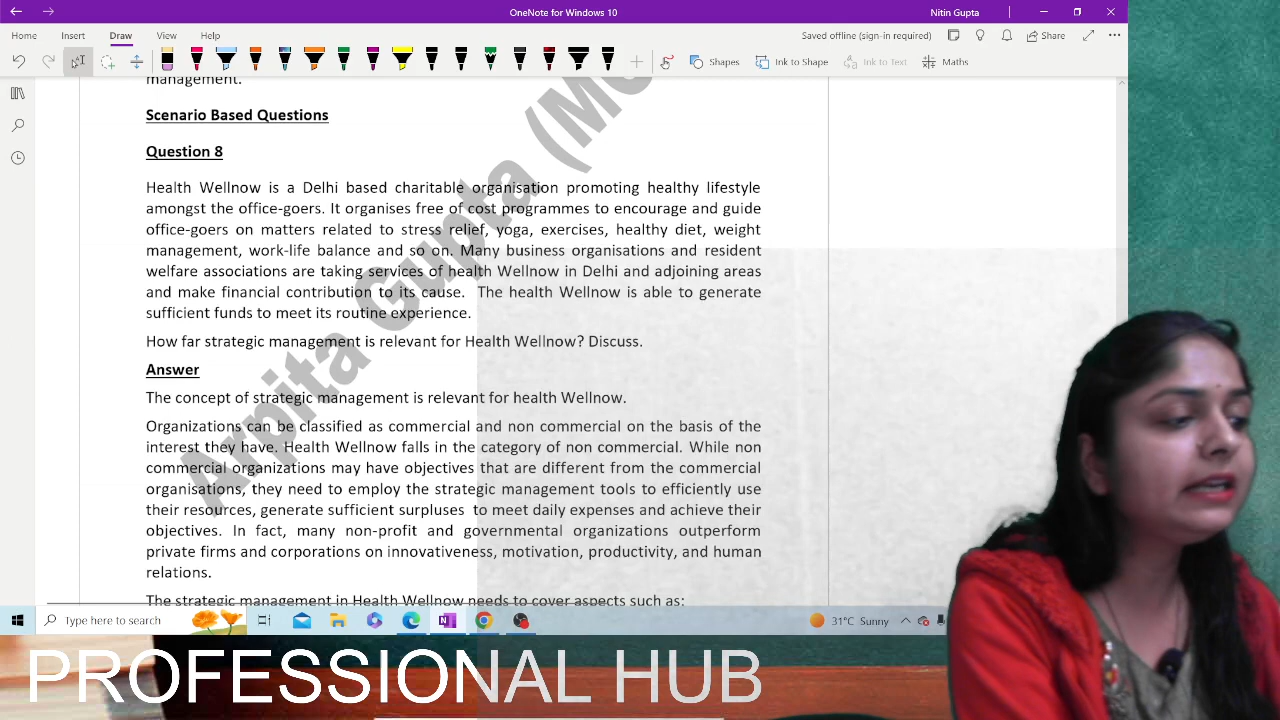 OneNote for Windows 10
Nitin Gupta
Home Insert Draw View Help
Saved offline (sign-in required)
Share
Shapes
Ink to Shape
Ink to Text
Maths
management.
Scenario Based Questions
Question 8
Health Wellnow is a Delhi based charitable organisation promoting healthy lifestyle
amongst the office-goers. It organises free of cost programmes to encourage and guide
office-goers on matters related to stress relief, yoga, exercises, healthy diet, weight
management, work-life balance and so on. Many business organisations and resident
welfare associations are taking services of health Wellnow in Delhi and adjoining areas
and make financial contribution to its cause. The health Wellnow is able to generate
sufficient funds to meet its routine experience.
How far strategic management is relevant for Health Wellnow? Discuss.
Answer
The concept of strategic management is relevant for health Wellnow.
Organizations can be classified as commercial and non commercial on the basis of the
interest they have. Health Wellnow falls in the category of non commercial. While non
commercial organizations may have objectives that are different from the commercial
organisations, they need to employ the strategic management tools to efficiently use
their resources, generate sufficient surpluses to meet daily expenses and achieve their
objectives. In fact, many non-profit and governmental organizations outperform
private firms and corporations on innovativeness, motivation, productivity, and human
relations.
The strategic management in Health Wellnow needs to cover aspects such as:
Arpita Gupta
Type here to search
31°C Sunny
PROFESSIONAL HUB